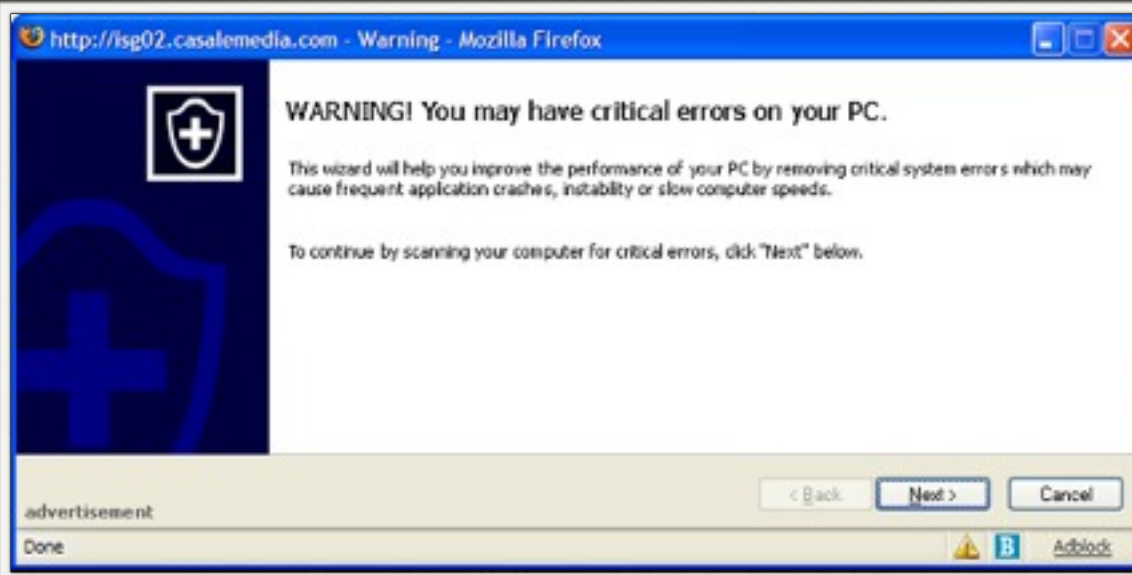 http://isg02.casalemedia.com - Warning - Mozilla Firefox
WARNING! You may have critical errors on your PC.
This wizard will help you improve the performance of your PC by removing critical system errors which may
cause frequent application crashes, instability or slow computer speeds.
To continue by scanning your computer for critical errors, click "Next" below.
< Back
Next >
Cancel
advertisement
Done
B
Adblock